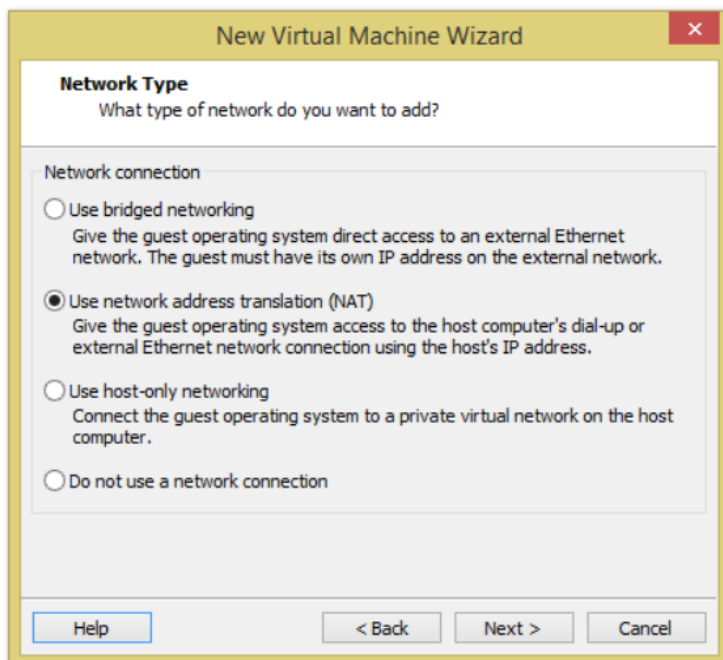 New Virtual Machine Wizard
Network Type
What type of network do you want to add?
Network connection
Use bridged networking
Give the guest operating system direct access to an external Ethernet
network. The guest must have its own IP address on the external network.
Use network address translation (NAT)
Give the guest operating system access to the host computer's dial-up or
external Ethernet network connection using the host's IP address.
Use host-only networking
Connect the guest operating system to a private virtual network on the host
computer.
Do not use a network connection
Help < Back Next > Cancel